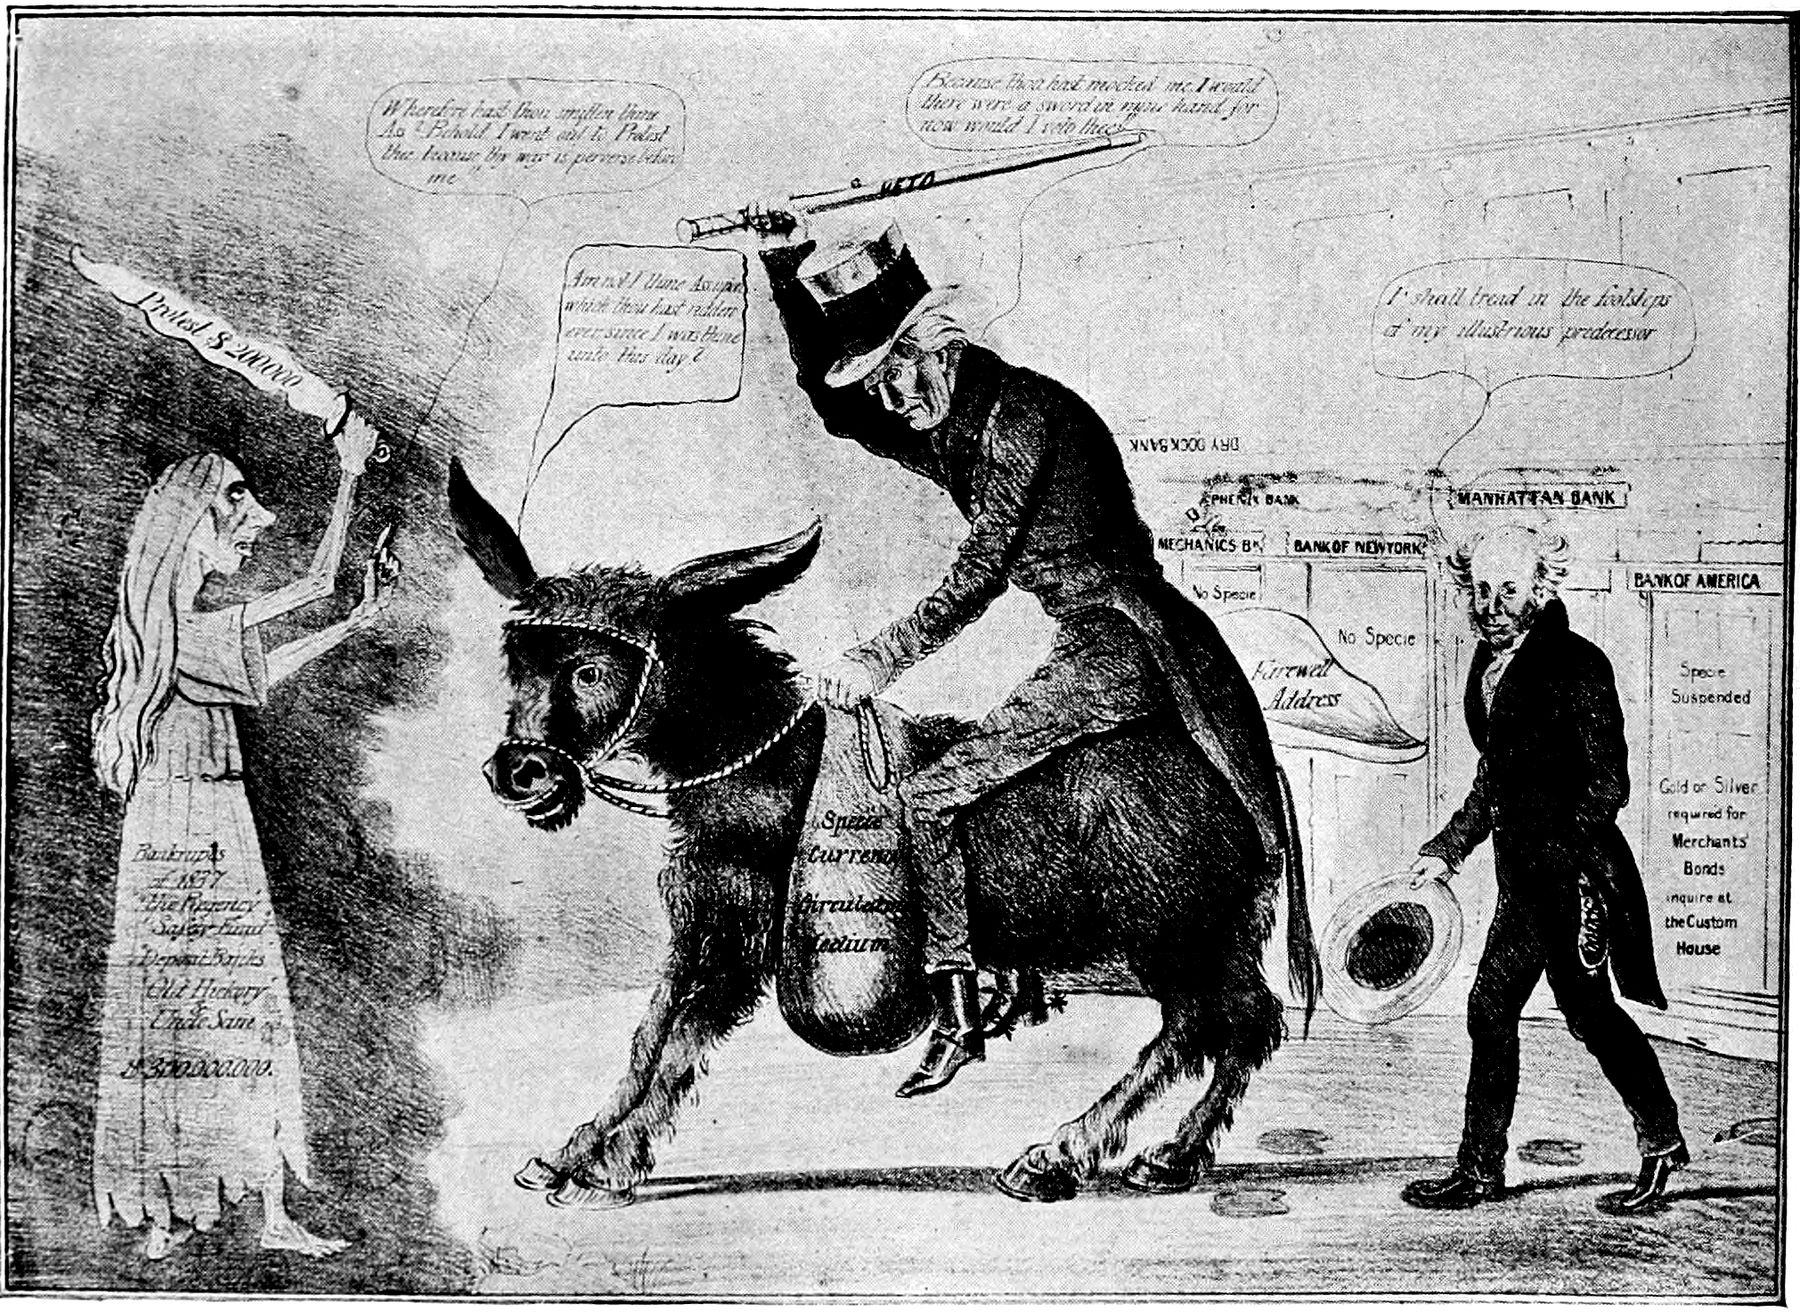 Wherefore hast thou smitten thine
Ass? Behold I went out to Protest
thee because thy way is perverse before
me
Because thou hast mocked me. I would
there were a sword in mine hand, for
now would I veto thee!"
VETO
Am not I thine Ass upon
which thou hast ridden
ever since I was thine
unto this day?
I shall tread in the footsteps
of my illustrious predecessor
Protest $ 200000
DRY DOCK BANK
PHENIX BANK
MANHATTAN BANK
MECHANICS BK
BANK OF NEW YORK
BANK OF AMERICA
No Specie
No Specie
Farewell
Address
Specie
Suspended
Gold or Silver
required for
Merchants'
Bonds
inquire at
the Custom
House
Specie
Currency
Circulating
Medium
Bankrupts
of 1837
"the Regency"
Safety Fund
Deposit Banks
"Old Hickory"
Uncle Sam
$ 300,000,000.